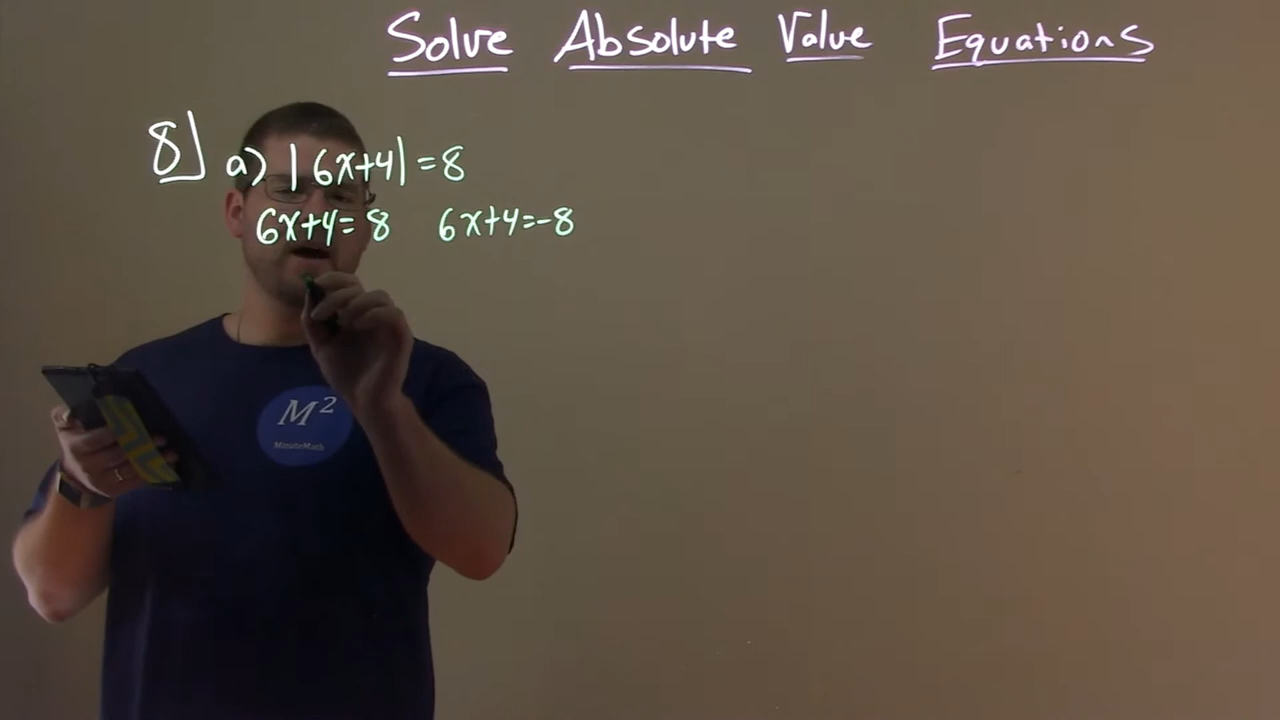 Solve Absolute Value Equations
8] a) |6x+4|=8
6x+4=8 6x+4=-8
M²
MinuteMath